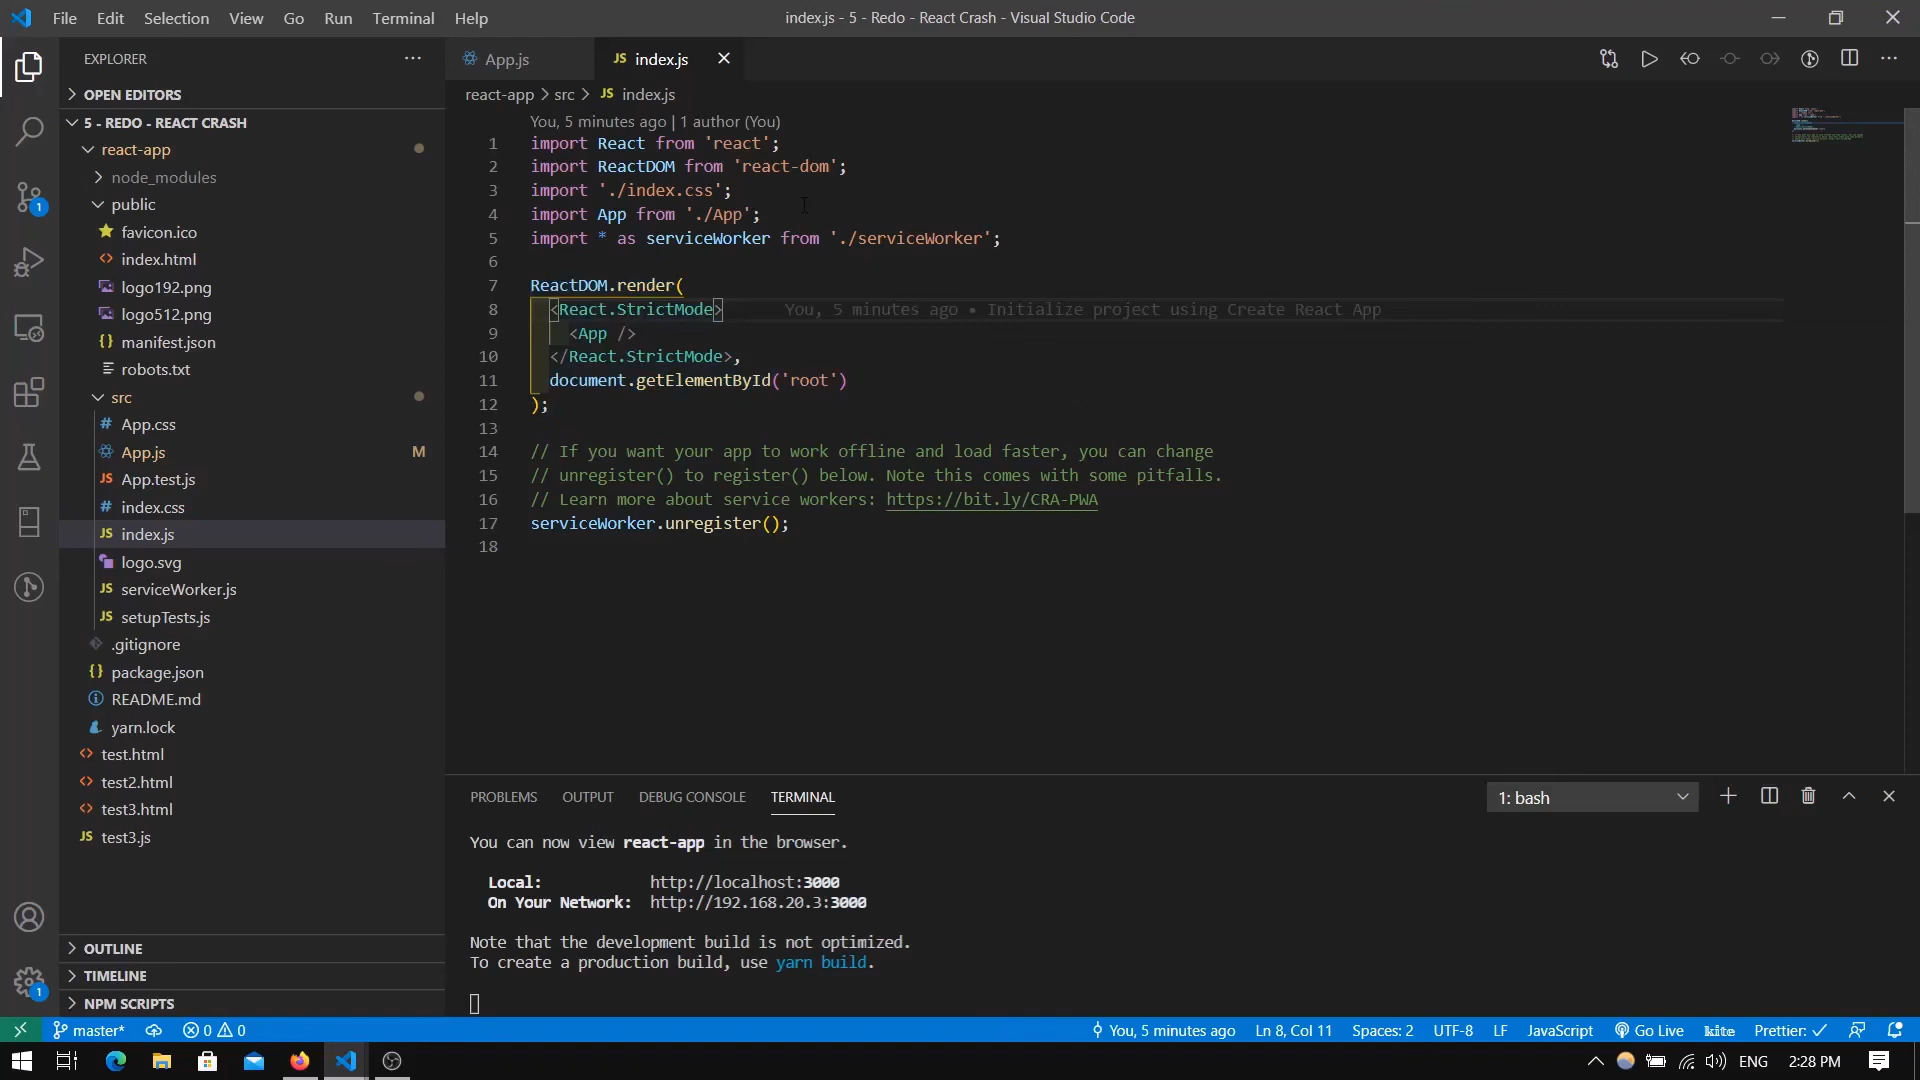 File Edit Selection View Go Run Terminal Help
index.js - 5 - Redo - React Crash - Visual Studio Code
EXPLORER
OPEN EDITORS
5 - REDO - REACT CRASH
react-app
node_modules
public
favicon.ico
index.html
logo192.png
logo512.png
manifest.json
robots.txt
src
App.css
App.js M
App.test.js
index.css
index.js
logo.svg
serviceWorker.js
setupTests.js
.gitignore
package.json
README.md
yarn.lock
test.html
test2.html
test3.html
test3.js
OUTLINE
TIMELINE
NPM SCRIPTS
1
1
App.js
JS index.js
react-app > src > JS index.js
You, 5 minutes ago | 1 author (You)
1 import React from 'react';
2 import ReactDOM from 'react-dom';
3 import './index.css';
4 import App from './App';
5 import * as serviceWorker from './serviceWorker';
6
7 ReactDOM.render(
8 <React.StrictMode> You, 5 minutes ago • Initialize project using Create React App
9 <App />
10 </React.StrictMode>,
11 document.getElementById('root')
12 );
13
14 // If you want your app to work offline and load faster, you can change
15 // unregister() to register() below. Note this comes with some pitfalls.
16 // Learn more about service workers: https://bit.ly/CRA-PWA
17 serviceWorker.unregister();
18
PROBLEMS OUTPUT DEBUG CONSOLE TERMINAL
1: bash
You can now view react-app in the browser.
Local: http://localhost:3000
On Your Network: http://192.168.20.3:3000
Note that the development build is not optimized.
To create a production build, use yarn build.
master* 0 0
You, 5 minutes ago Ln 8, Col 11 Spaces: 2 UTF-8 LF JavaScript Go Live kite Prettier: ✓
ENG 2:28 PM